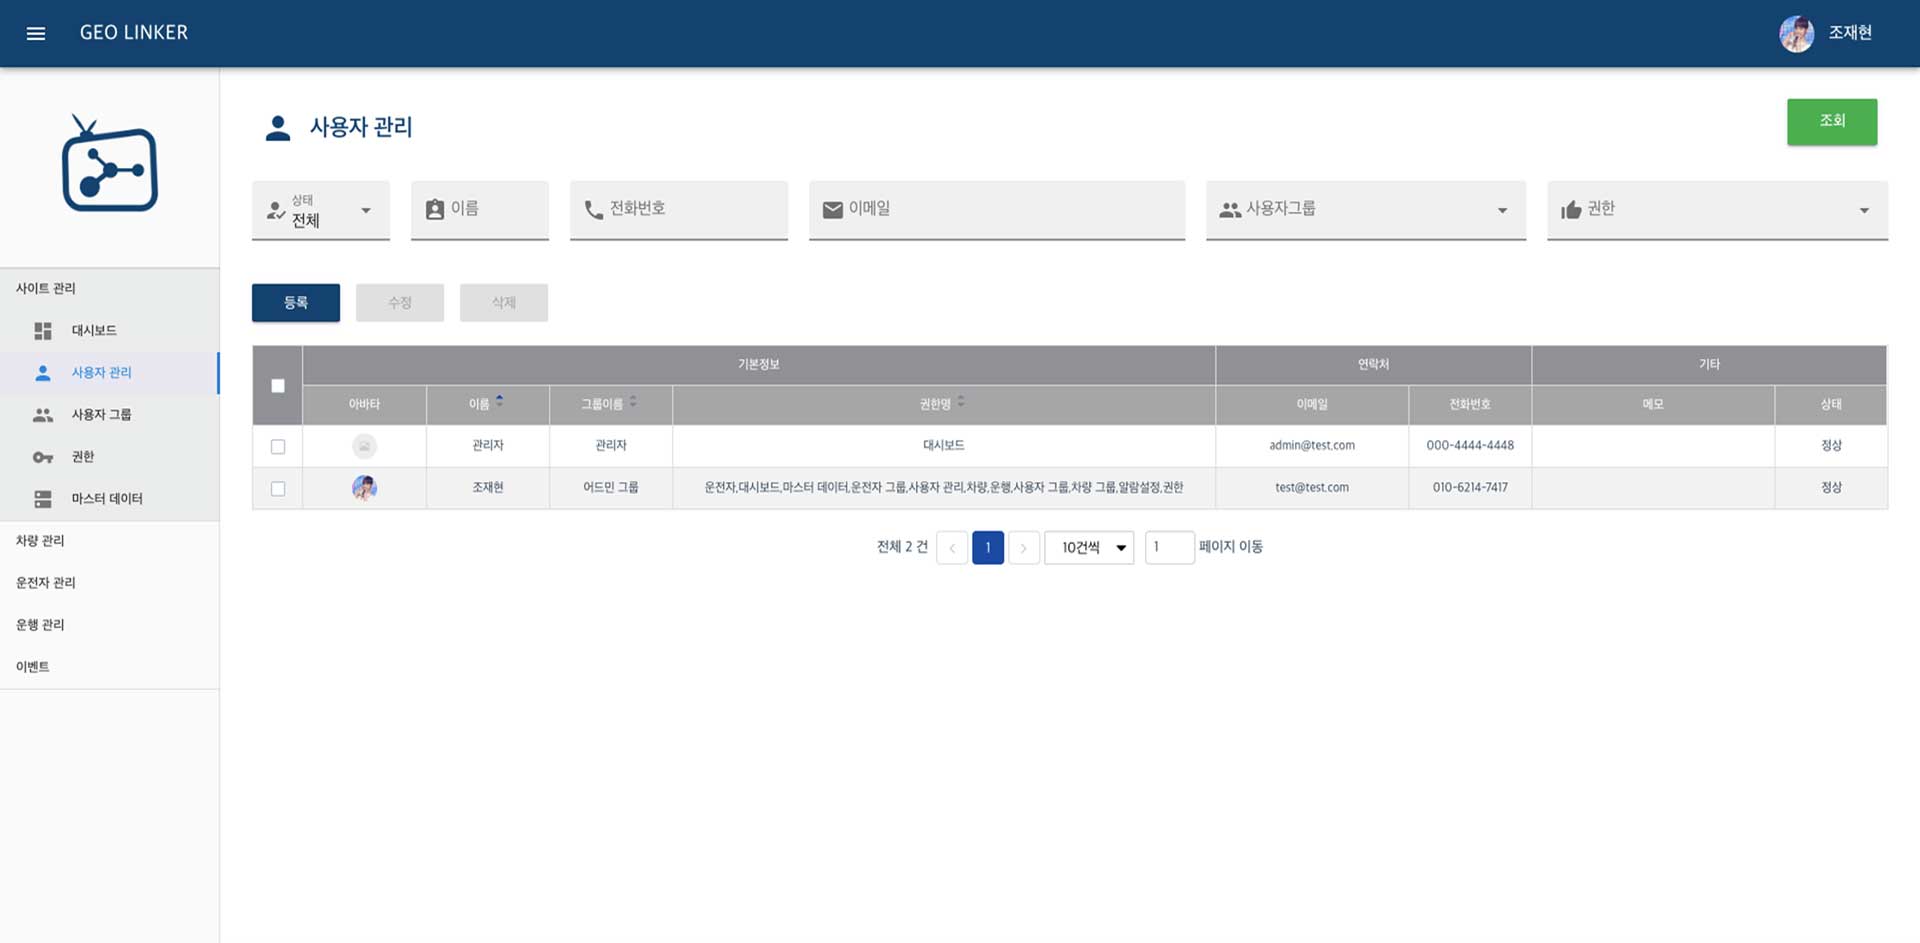 GEO LINKER
조재현
사용자 관리
조회
상태
전체
이름
전화번호
이메일
사용자그룹
권한
사이트 관리
대시보드
사용자 관리
사용자 그룹
권한
마스터 데이터
차량 관리
운전자 관리
운행 관리
이벤트
등록
수정
삭제
기본정보 연락처 기타
아바타 이름 그룹이름 권한명 이메일 전화번호 메모 상태
관리자 관리자 대시보드 admin@test.com 000-4444-4448 정상
조재현 어드민 그룹 운전자,대시보드,마스터 데이터,운전자 그룹,사용자 관리,차량,운행,사용자 그룹,차량 그룹,알람설정,권한 test@test.com 010-6214-7417 정상
전체 2 건 < 1 > 10건씩 1 페이지 이동